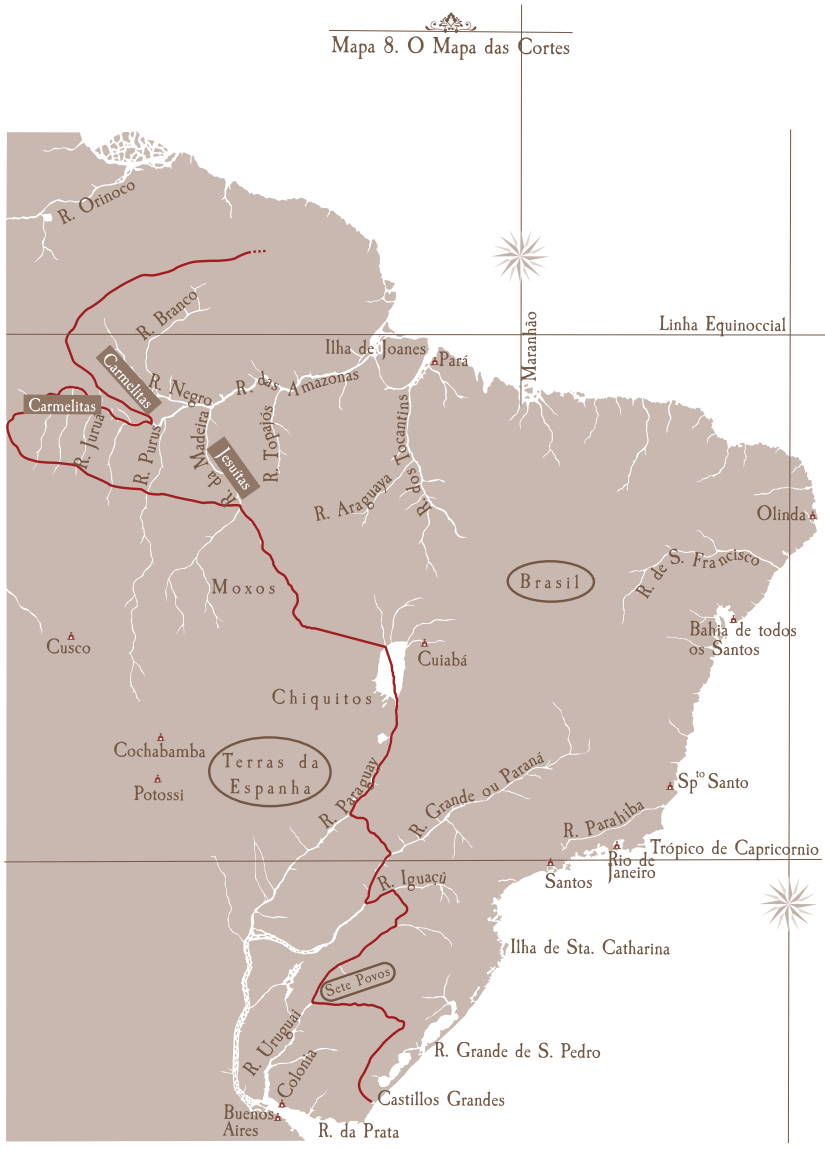 Mapa 8. O Mapa das Cortes
R. Orinoco
R. Branco
Linha Equinoccial
Maranhão
Ilha de Joanes
Pará
Carmelitas
R. Negro
R. das Amazonas
Carmelitas
R. Juruá
R. Purus
R. da Madeira
Jesuítas
R. Topajós
R. dos Tocantins
R. Araguaya
Olinda
R. de S. Francisco
Brasil
Moxos
Bahia de todos
os Santos
Cusco
Cuiabá
Chiquitos
Cochabamba
Terras da
Espanha
Potossi
R. Paraguay
R. Grande ou Paraná
Spto Santo
R. Parahiba
Trópico de Capricornio
Rio de
Janeiro
Santos
R. Iguaçû
Ilha de Sta. Catharina
Sete Povos
R. Uruguai
R. Grande de S. Pedro
Colonia
Castillos Grandes
Buenos
Aires
R. da Prata